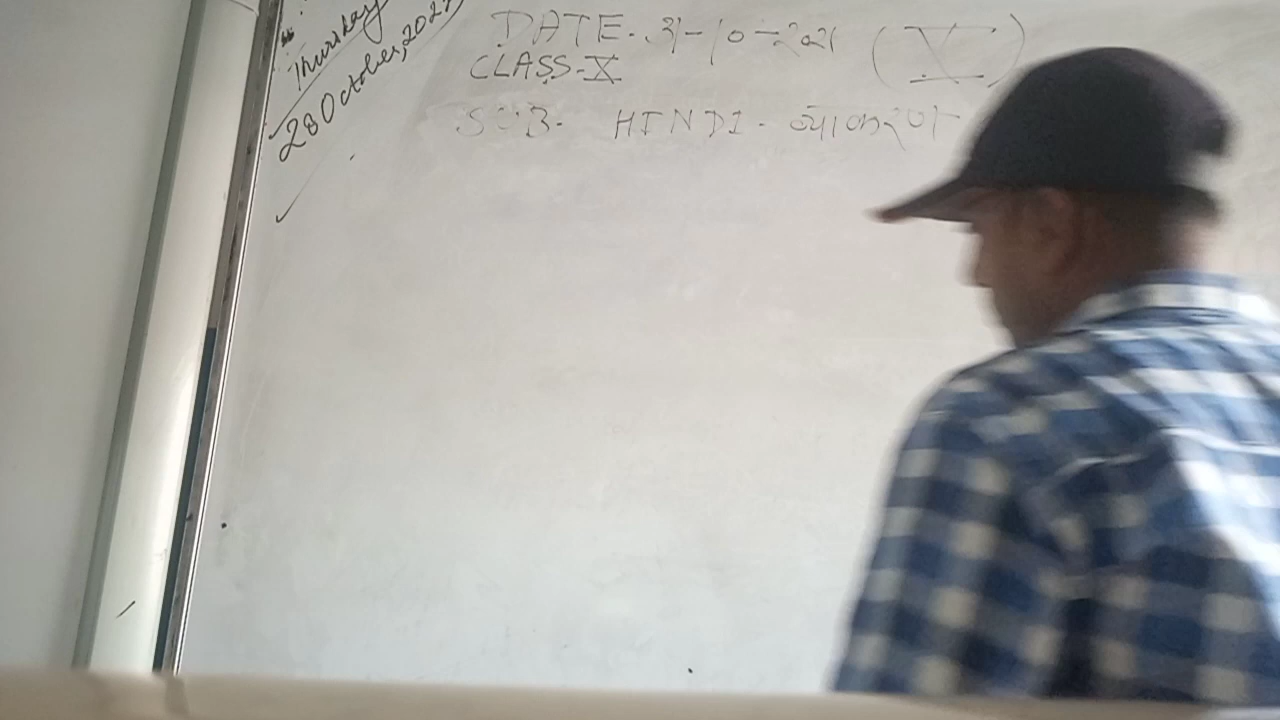 Thursday
28 October, 2021
DATE. 31-10-2021 (X)
CLASS-X
SUB- HINDI - व्याकरण